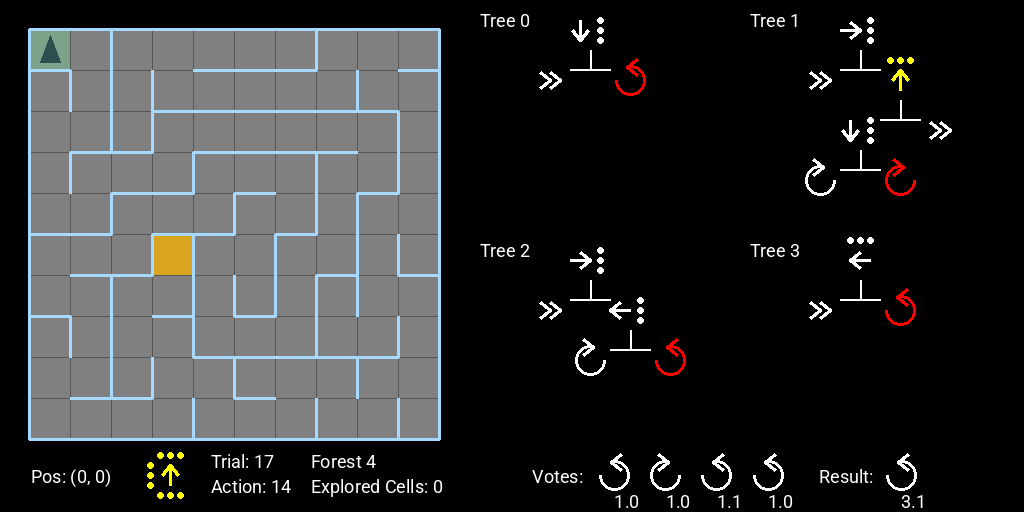 Tree 0
Tree 1
Tree 2
Tree 3
Pos: (0, 0)
Trial: 17
Forest 4
Action: 14
Explored Cells: 0
Votes:
1.0
1.0
1.1
1.0
Result:
3.1